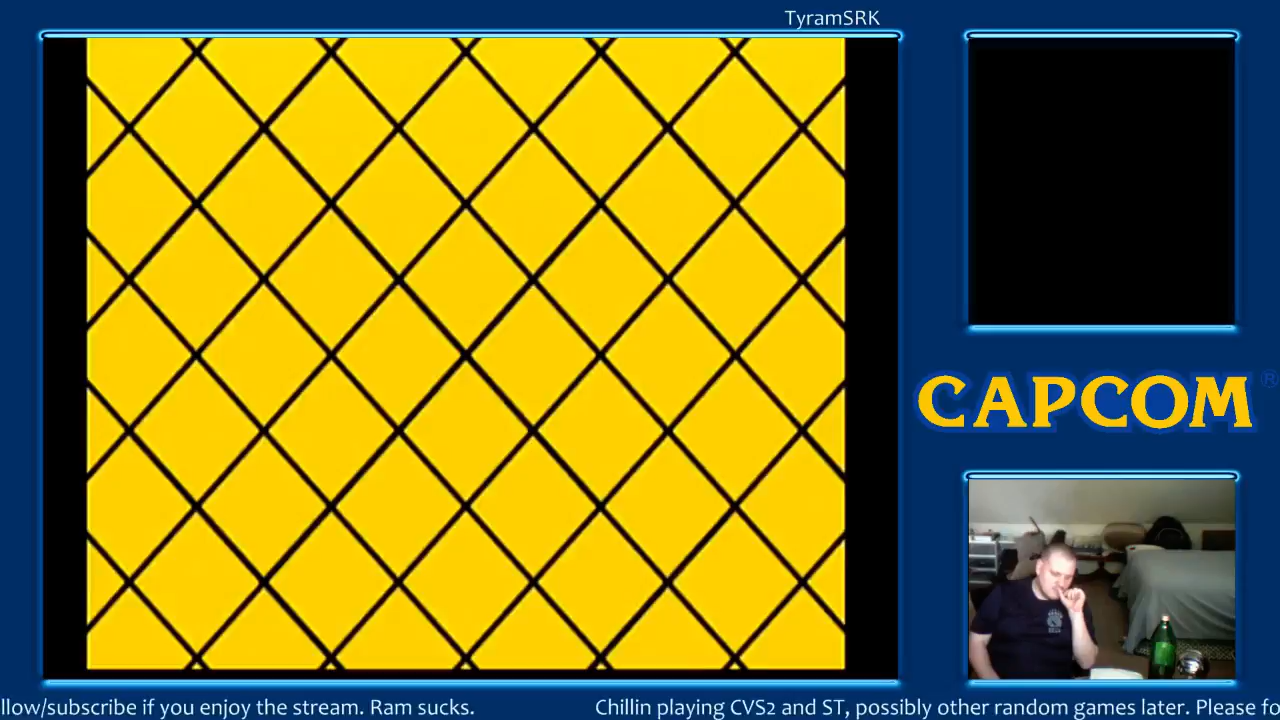 TyramSRK
CAPCOM ®
llow/subscribe if you enjoy the stream. Ram sucks. Chillin playing CVS2 and ST, possibly other random games later. Please fo